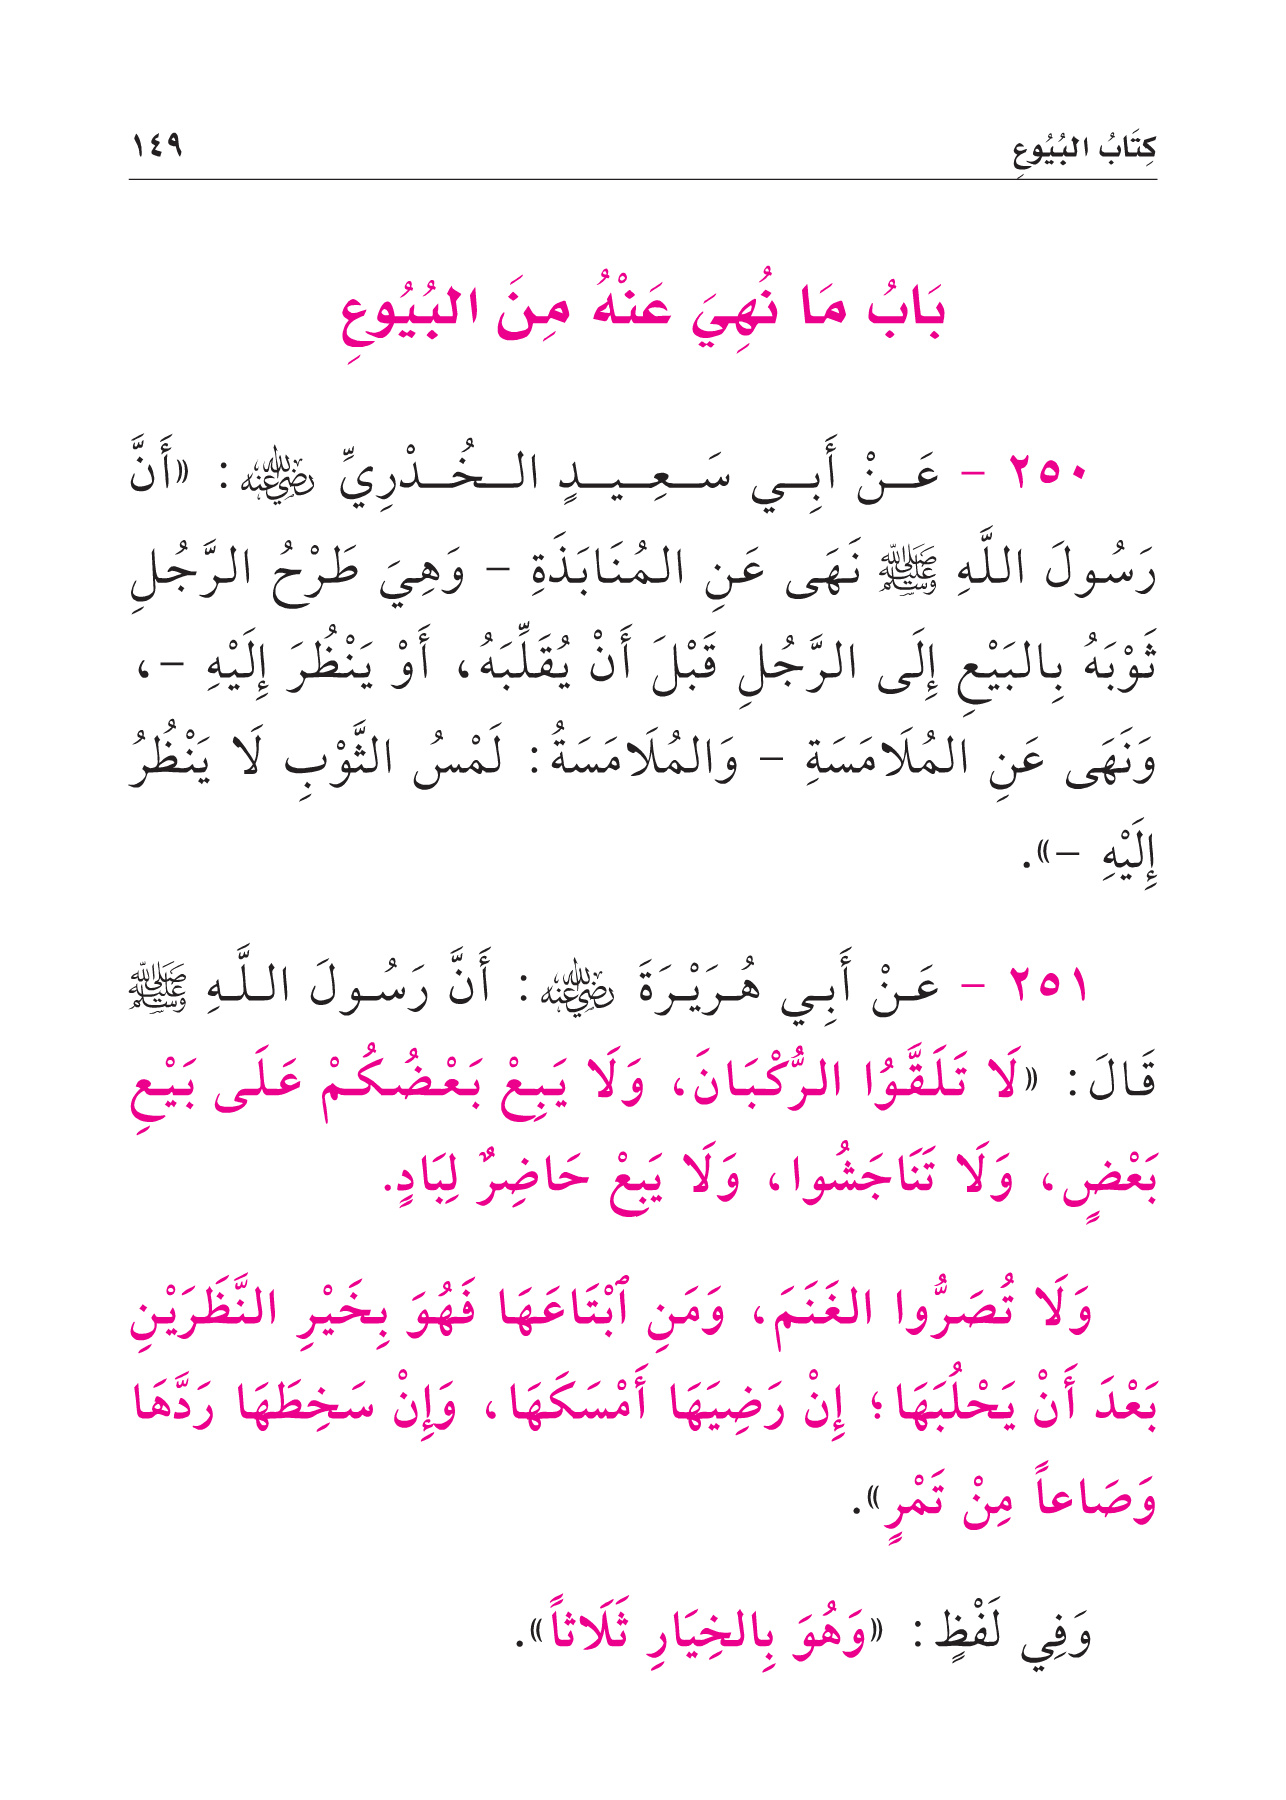 كِتَابُ البُيُوعِ ١٤٩
بَابُ مَا نُهِيَ عَنْهُ مِنَ البُيُوعِ
٢٥٠ - عَنْ أَبِي سَعِيدٍ الخُدْرِيِّ رضي الله عنه: «أَنَّ
رَسُولَ اللَّهِ ﷺ نَهَى عَنِ المُنَابَذَةِ - وَهِيَ طَرْحُ الرَّجُلِ
ثَوْبَهُ بِالبَيْعِ إِلَى الرَّجُلِ قَبْلَ أَنْ يُقَلِّبَهُ، أَوْ يَنْظُرَ إِلَيْهِ -،
وَنَهَى عَنِ المُلَامَسَةِ - وَالمُلَامَسَةُ: لَمْسُ الثَّوْبِ لَا يَنْظُرُ
إِلَيْهِ -».
٢٥١ - عَنْ أَبِي هُرَيْرَةَ رضي الله عنه: أَنَّ رَسُولَ اللَّهِ ﷺ
قَالَ: «لَا تَلَقَّوُا الرُّكْبَانَ، وَلَا يَبِعْ بَعْضُكُمْ عَلَى بَيْعِ
بَعْضٍ، وَلَا تَنَاجَشُوا، وَلَا يَبِعْ حَاضِرٌ لِبَادٍ.
وَلَا تُصَرُّوا الغَنَمَ، وَمَنِ ٱبْتَاعَهَا فَهُوَ بِخَيْرِ النَّظَرَيْنِ
بَعْدَ أَنْ يَحْلُبَهَا؛ إِنْ رَضِيَهَا أَمْسَكَهَا، وَإِنْ سَخِطَهَا رَدَّهَا
وَصَاعاً مِنْ تَمْرٍ».
وَفِي لَفْظٍ: «وَهُوَ بِالخِيَارِ ثَلَاثاً».